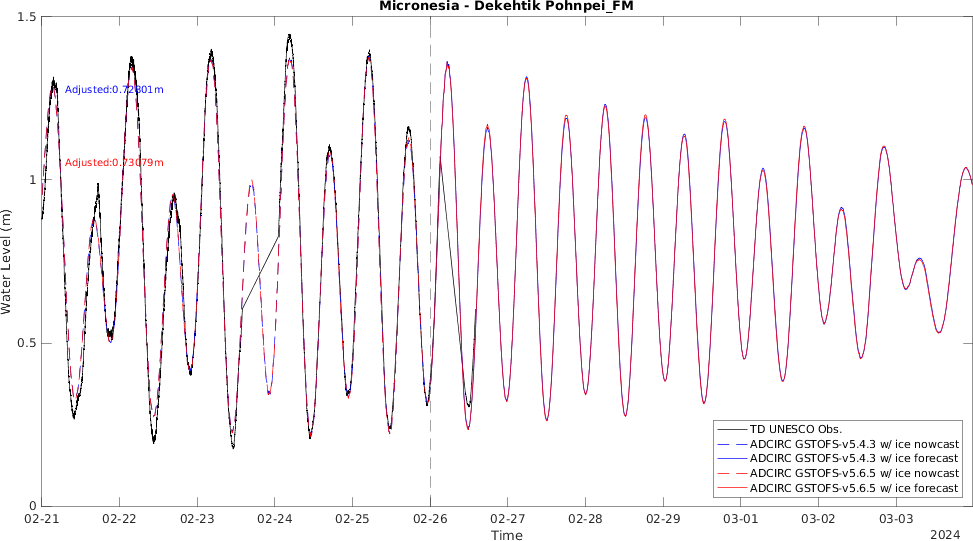 Micronesia - Dekehtik Pohnpei_FM
Water Level (m)
1.5
1
0.5
0
Adjusted:0.72801m
Adjusted:0.73079m
TD UNESCO Obs.
ADCIRC GSTOFS-v5.4.3 w/ ice nowcast
ADCIRC GSTOFS-v5.4.3 w/ ice forecast
ADCIRC GSTOFS-v5.6.5 w/ ice nowcast
ADCIRC GSTOFS-v5.6.5 w/ ice forecast
02-21 02-22 02-23 02-24 02-25 02-26 02-27 02-28 02-29 03-01 03-02 03-03
Time
2024